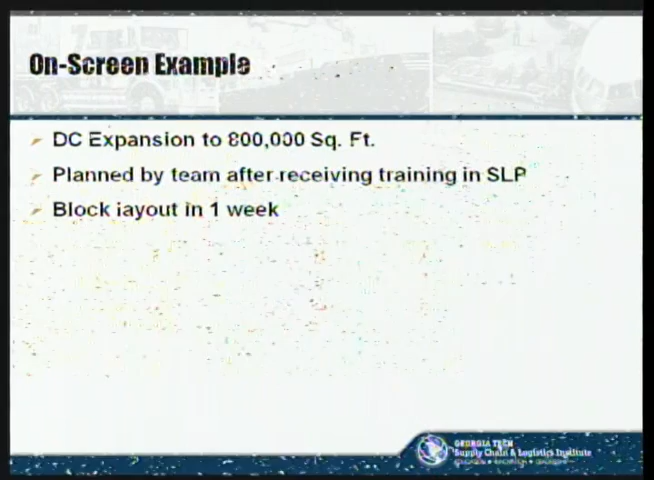 On-Screen Example
DC Expansion to 800,000 Sq. Ft.
Planned by team after receiving training in SLP
Block layout in 1 week
GEORGIA TECH
Supply Chain & Logistics Institute